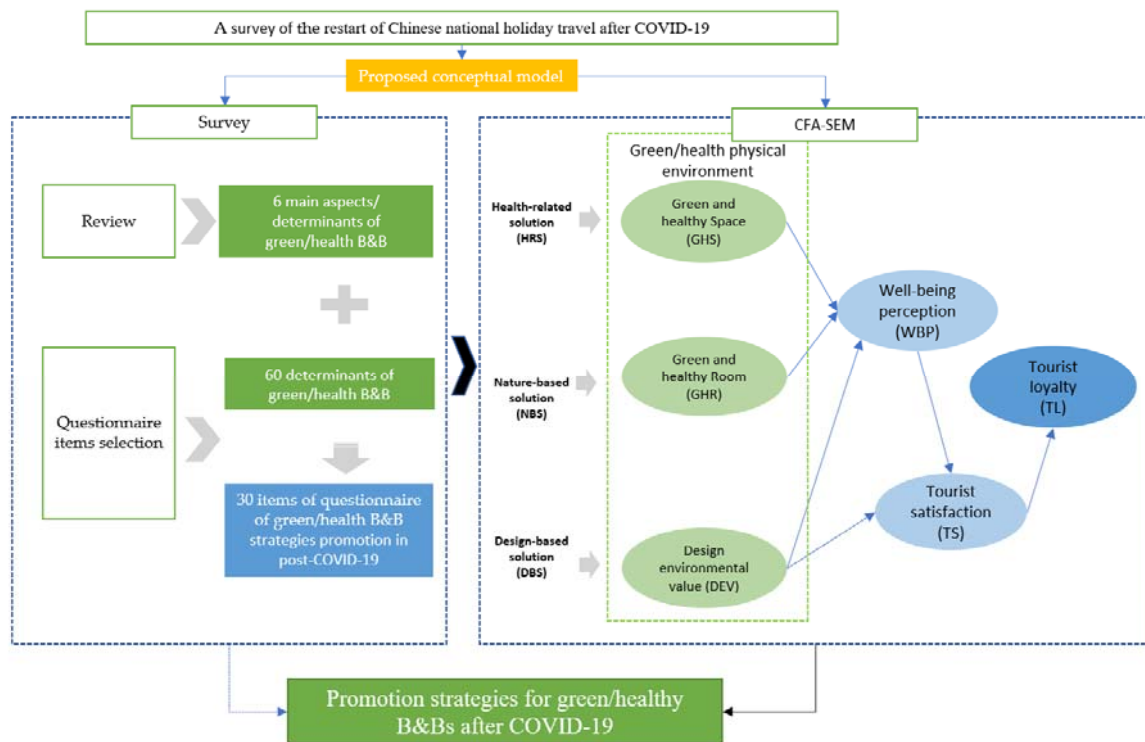 A survey of the restart of Chinese national holiday travel after COVID-19
Proposed conceptual model
Survey
Review
6 main aspects/
determinants of
green/health B&B
Questionnaire
items selection
60 determinants of
green/health B&B
30 items of questionnaire
of green/health B&B
strategies promotion in
post-COVID-19
CFA-SEM
Green/health physical
environment
Health-related
solution
(HRS)
Green and
healthy Space
(GHS)
Nature-based
solution
(NBS)
Green and
healthy Room
(GHR)
Design-based
solution
(DBS)
Design
environmental
value (DEV)
Well-being
perception
(WBP)
Tourist
satisfaction
(TS)
Tourist
loyalty
(TL)
Promotion strategies for green/healthy
B&Bs after COVID-19